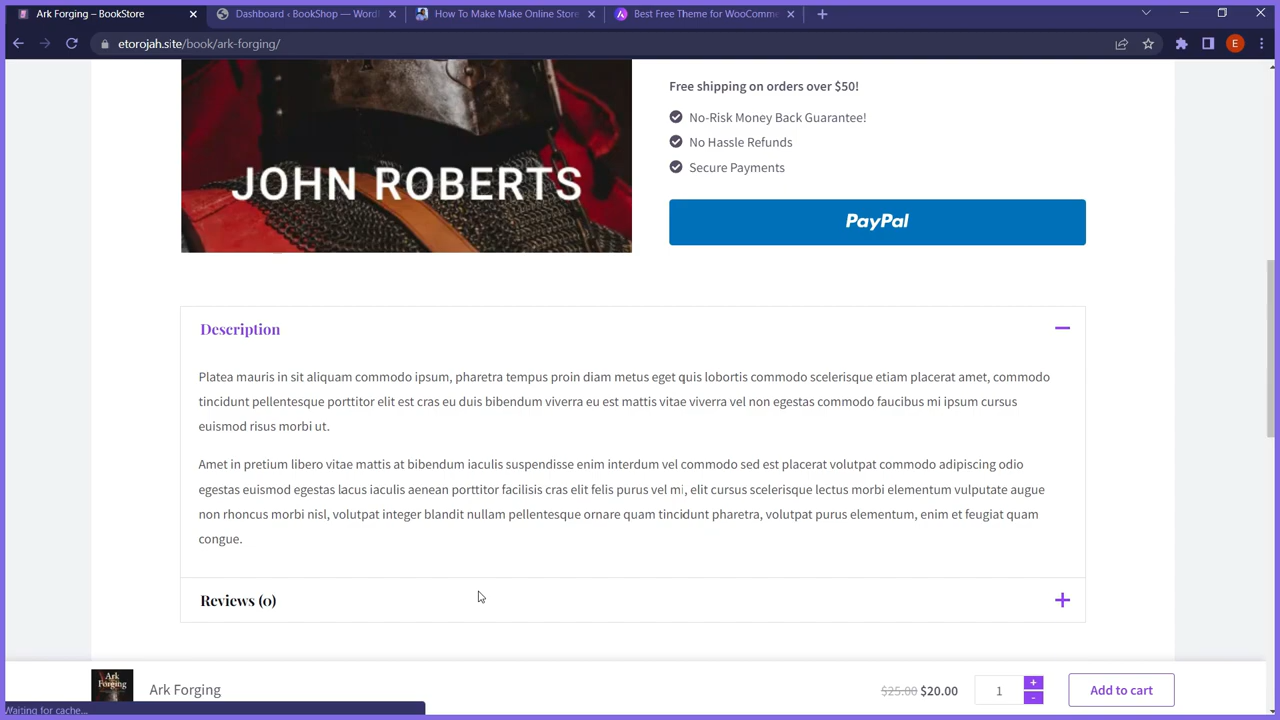 Ark Forging – BookStore
Dashboard ‹ BookShop — Word
How To Make Make Online Store
Best Free Theme for WooComm
etorojah.site/book/ark-forging/
E
JOHN ROBERTS
Free shipping on orders over $50!
No-Risk Money Back Guarantee!
No Hassle Refunds
Secure Payments
PayPal
Description
Platea mauris in sit aliquam commodo ipsum, pharetra tempus proin diam metus eget quis lobortis commodo scelerisque etiam placerat amet, commodo
tincidunt pellentesque porttitor elit est cras eu duis bibendum viverra eu est mattis vitae viverra vel non egestas commodo faucibus mi ipsum cursus
euismod risus morbi ut.
Amet in pretium libero vitae mattis at bibendum iaculis suspendisse enim interdum vel commodo sed est placerat volutpat commodo adipiscing odio
egestas euismod egestas lacus iaculis aenean porttitor facilisis cras elit felis purus vel mi, elit cursus scelerisque lectus morbi elementum vulputate augue
non rhoncus morbi nisl, volutpat integer blandit nullam pellentesque ornare quam tincidunt pharetra, volutpat purus elementum, enim et feugiat quam
congue.
Reviews (0)
Ark
Forging
Ark Forging
$25.00 $20.00
1
+
-
Add to cart
Waiting for cache...